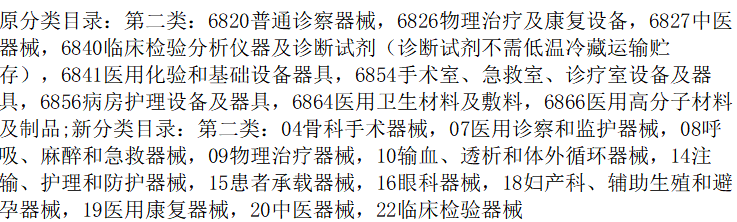 原分类目录：第二类：6820普通诊察器械，6826物理治疗及康复设备，6827中医
器械，6840临床检验分析仪器及诊断试剂（诊断试剂不需低温冷藏运输贮
存），6841医用化验和基础设备器具，6854手术室、急救室、诊疗室设备及器
具，6856病房护理设备及器具，6864医用卫生材料及敷料，6866医用高分子材料
及制品;新分类目录：第二类：04骨科手术器械，07医用诊察和监护器械，08呼
吸、麻醉和急救器械，09物理治疗器械，10输血、透析和体外循环器械，14注
输、护理和防护器械，15患者承载器械，16眼科器械，18妇产科、辅助生殖和避
孕器械，19医用康复器械，20中医器械，22临床检验器械